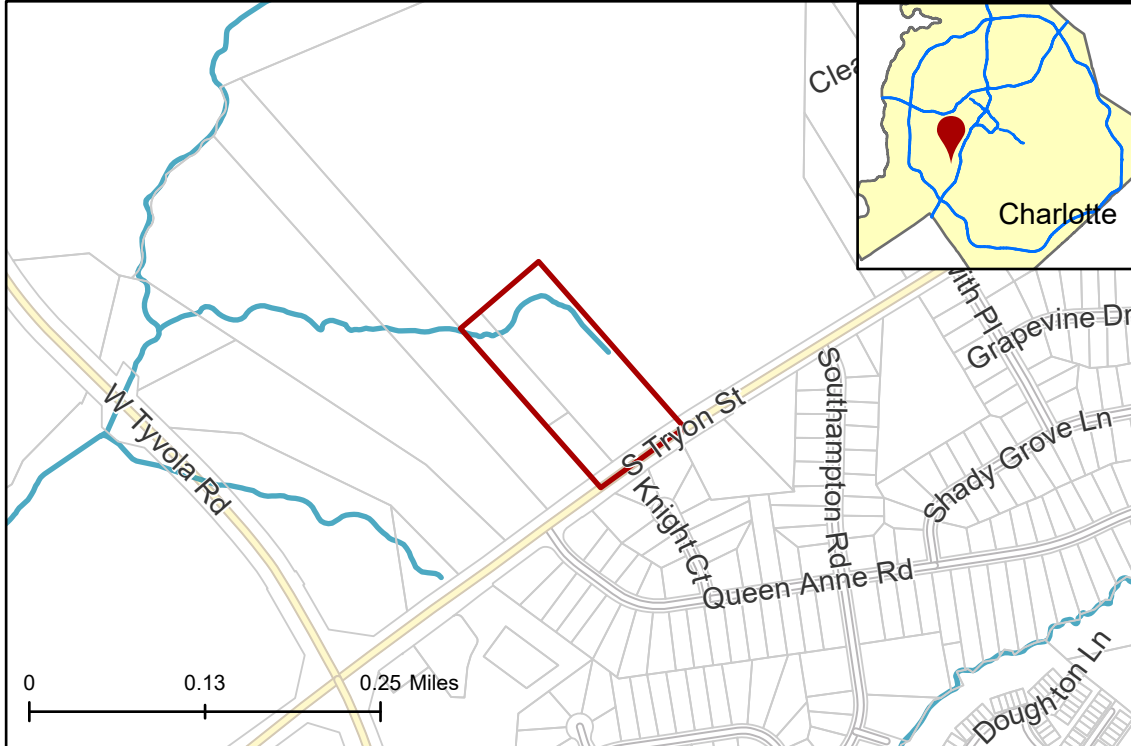 Charlotte
Grapevine Dr
Southampton Rd
S Tryon St
Shady Grove Ln
W Tyvola Rd
Knight Ct
Queen Anne Rd
Doughton Ln
0 0.13 0.25 Miles